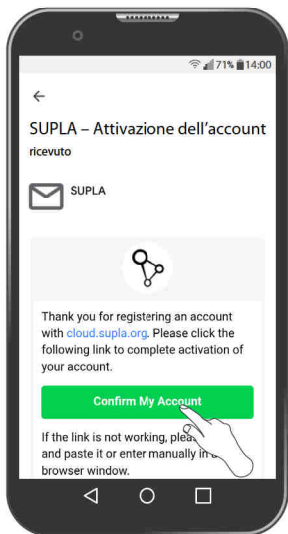 71% 14:00
SUPLA – Attivazione dell'account
ricevuto
SUPLA
Thank you for registering an account
with cloud.supla.org. Please click the
following link to complete activation of
your account.
Confirm My Account
If the link is not working, 
and paste it or enter manually in
browser window.